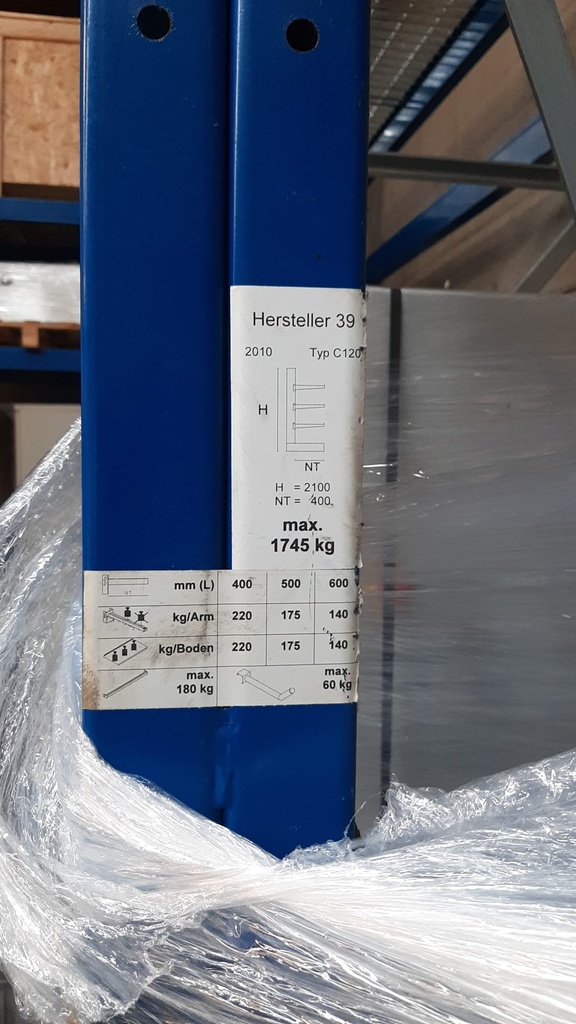 Hersteller 39
2010 Typ C120
H
NT
H = 2100
NT = 400
max.
1745 kg
NT
mm (L) 400 500 600
kg/Arm 220 175 140
kg/Boden 220 175 140
max. max.
180 kg 60 kg